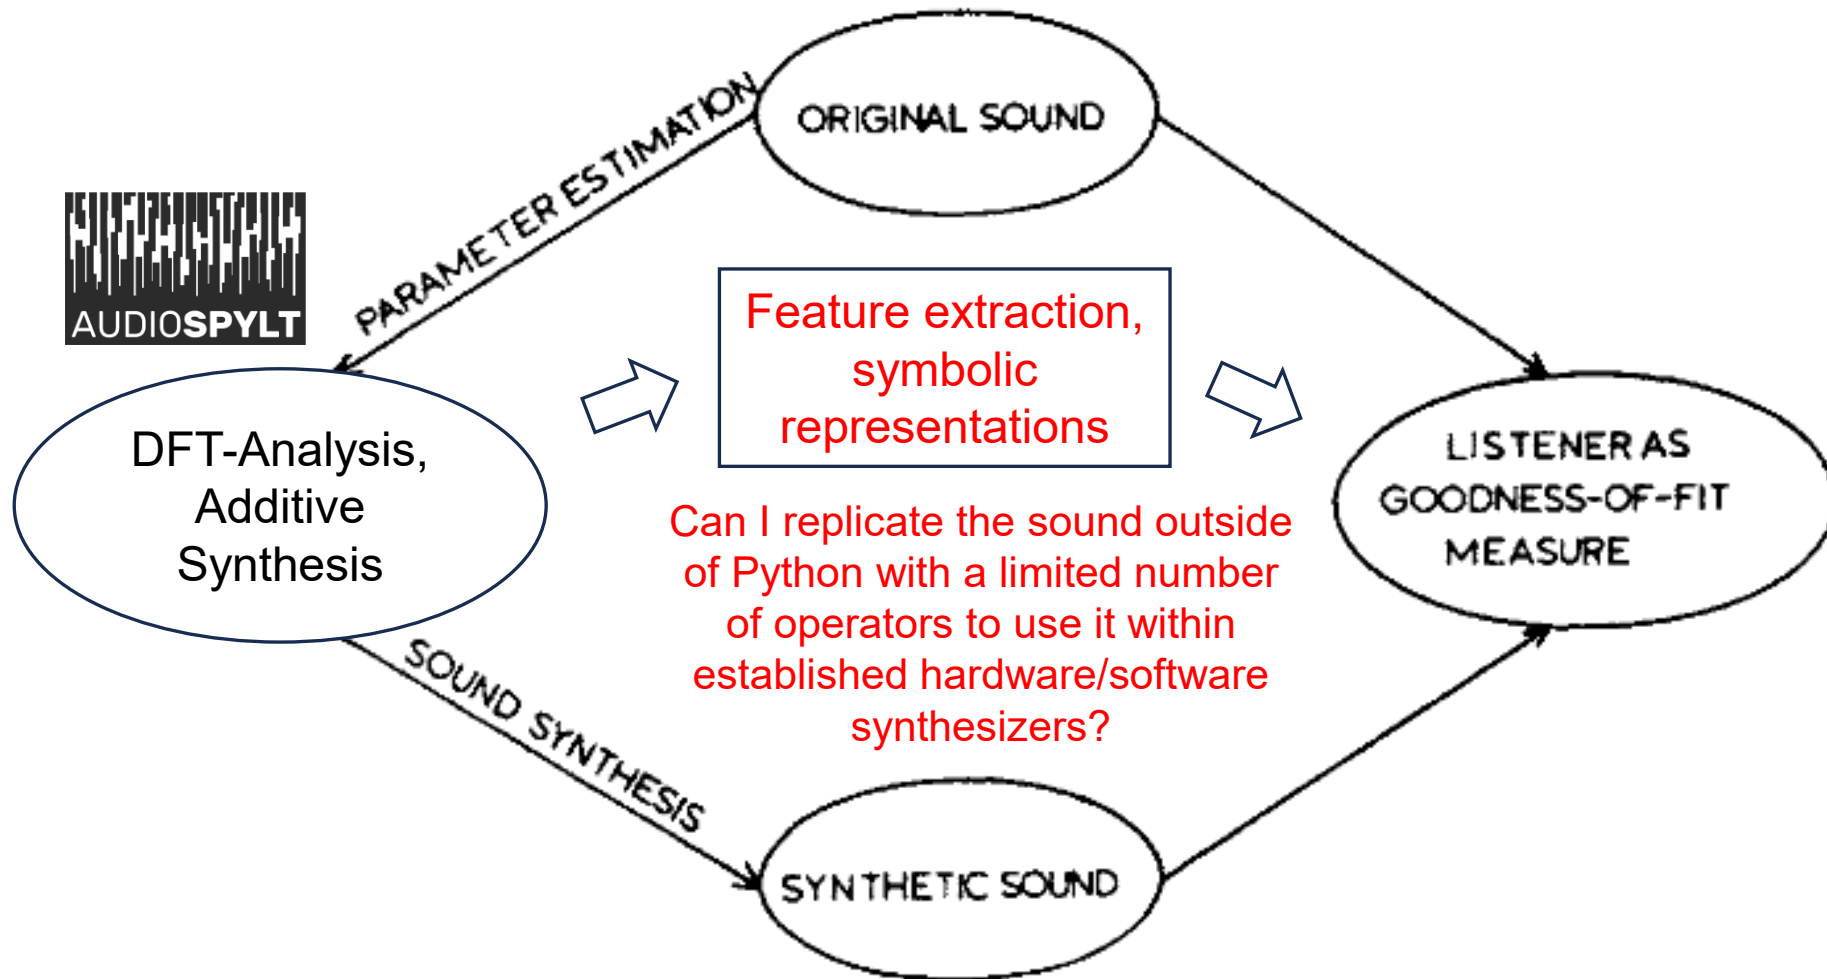 ORIGINAL SOUND
PARAMETER ESTIMATION
AUDIOSPYLT
Feature extraction,
symbolic
representations
DFT-Analysis,
Additive
Synthesis
LISTENER AS
GOODNESS-OF-FIT
MEASURE
Can I replicate the sound outside
of Python with a limited number
of operators to use it within
established hardware/software
synthesizers?
SOUND SYNTHESIS
SYNTHETIC SOUND